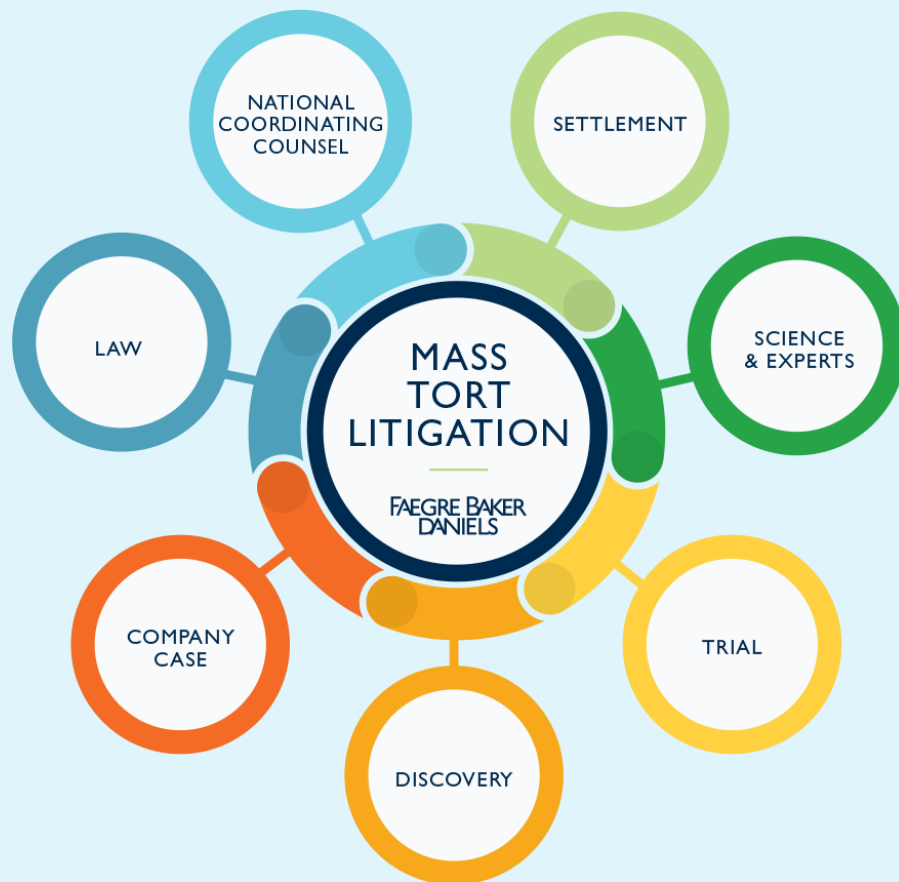 NATIONAL
COORDINATING
COUNSEL
SETTLEMENT
LAW
SCIENCE
& EXPERTS
MASS
TORT
LITIGATION
FAEGRE BAKER
DANIELS
COMPANY
CASE
TRIAL
DISCOVERY